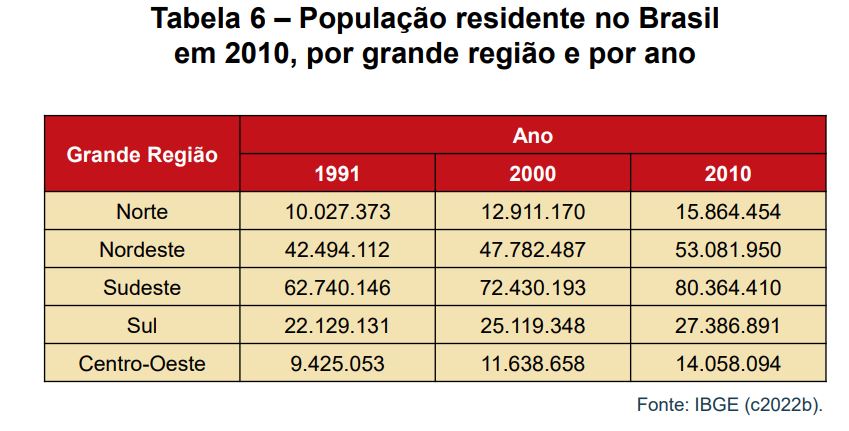 Tabela 6 – População residente no Brasil
em 2010, por grande região e por ano
Grande Região
Ano
1991 2000 2010
Norte 10.027.373 12.911.170 15.864.454
Nordeste 42.494.112 47.782.487 53.081.950
Sudeste 62.740.146 72.430.193 80.364.410
Sul 22.129.131 25.119.348 27.386.891
Centro-Oeste 9.425.053 11.638.658 14.058.094
Fonte: IBGE (c2022b).